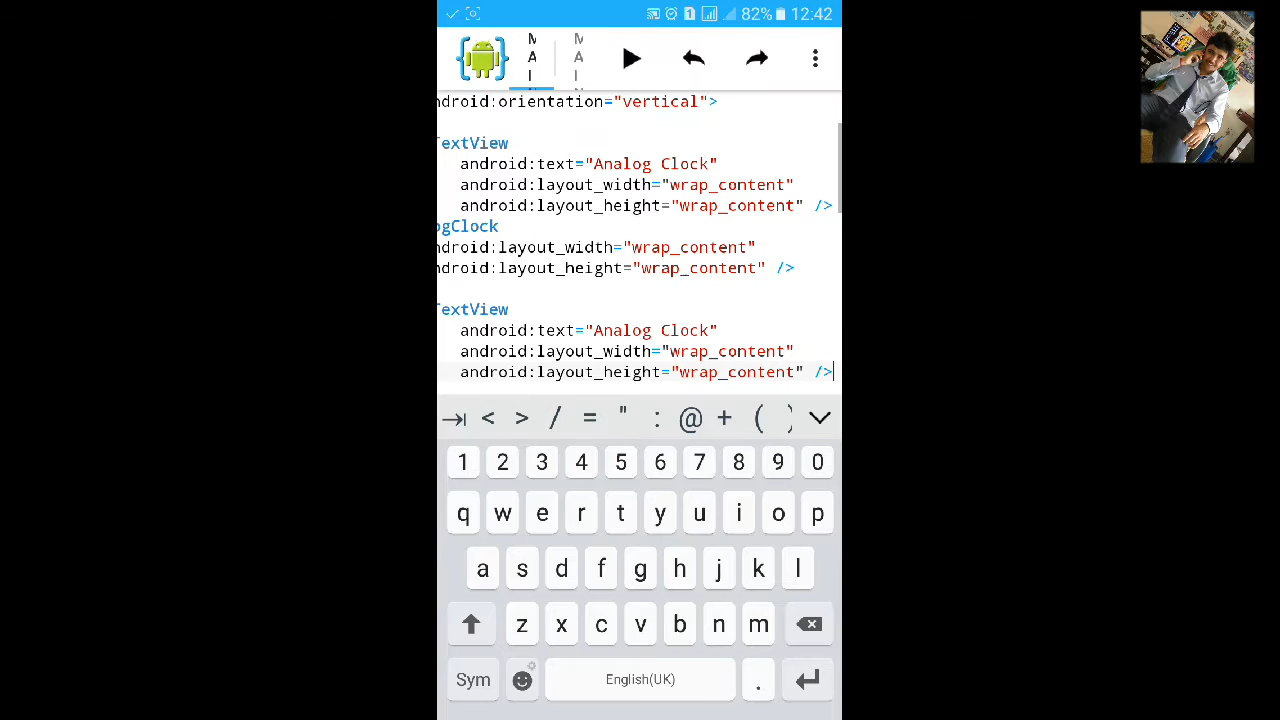 82% 12:42
M
A
I
N
M
A
I
N
ndroid:orientation="vertical">
TextView
android:text="Analog Clock"
android:layout_width="wrap_content"
android:layout_height="wrap_content" />
ogClock
ndroid:layout_width="wrap_content"
ndroid:layout_height="wrap_content" />
TextView
android:text="Analog Clock"
android:layout_width="wrap_content"
android:layout_height="wrap_content" />
< > / = " : @ + ( )
1 2 3 4 5 6 7 8 9 0
q w e r t y u i o p
a s d f g h j k l
z x c v b n m
Sym English(UK) .